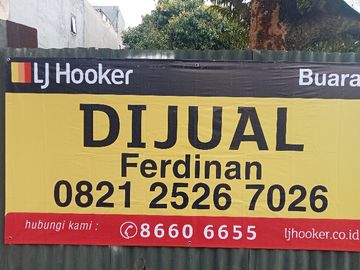 LJ Hooker Buara
DIJUAL
Ferdinan
0821 2526 7026
hubungi kami : 8660 6655 ljhooker.co.id